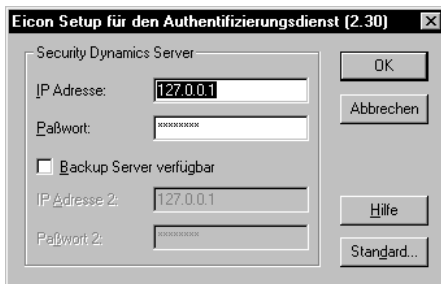 Eicon Setup für den Authentifizierungsdienst (2.30)
Security Dynamics Server
IP Adresse: 127.0.0.1
Paßwort: ********
Backup Server verfügbar
IP Adresse 2: 127.0.0.1
Paßwort 2: ********
OK
Abbrechen
Hilfe
Standard...